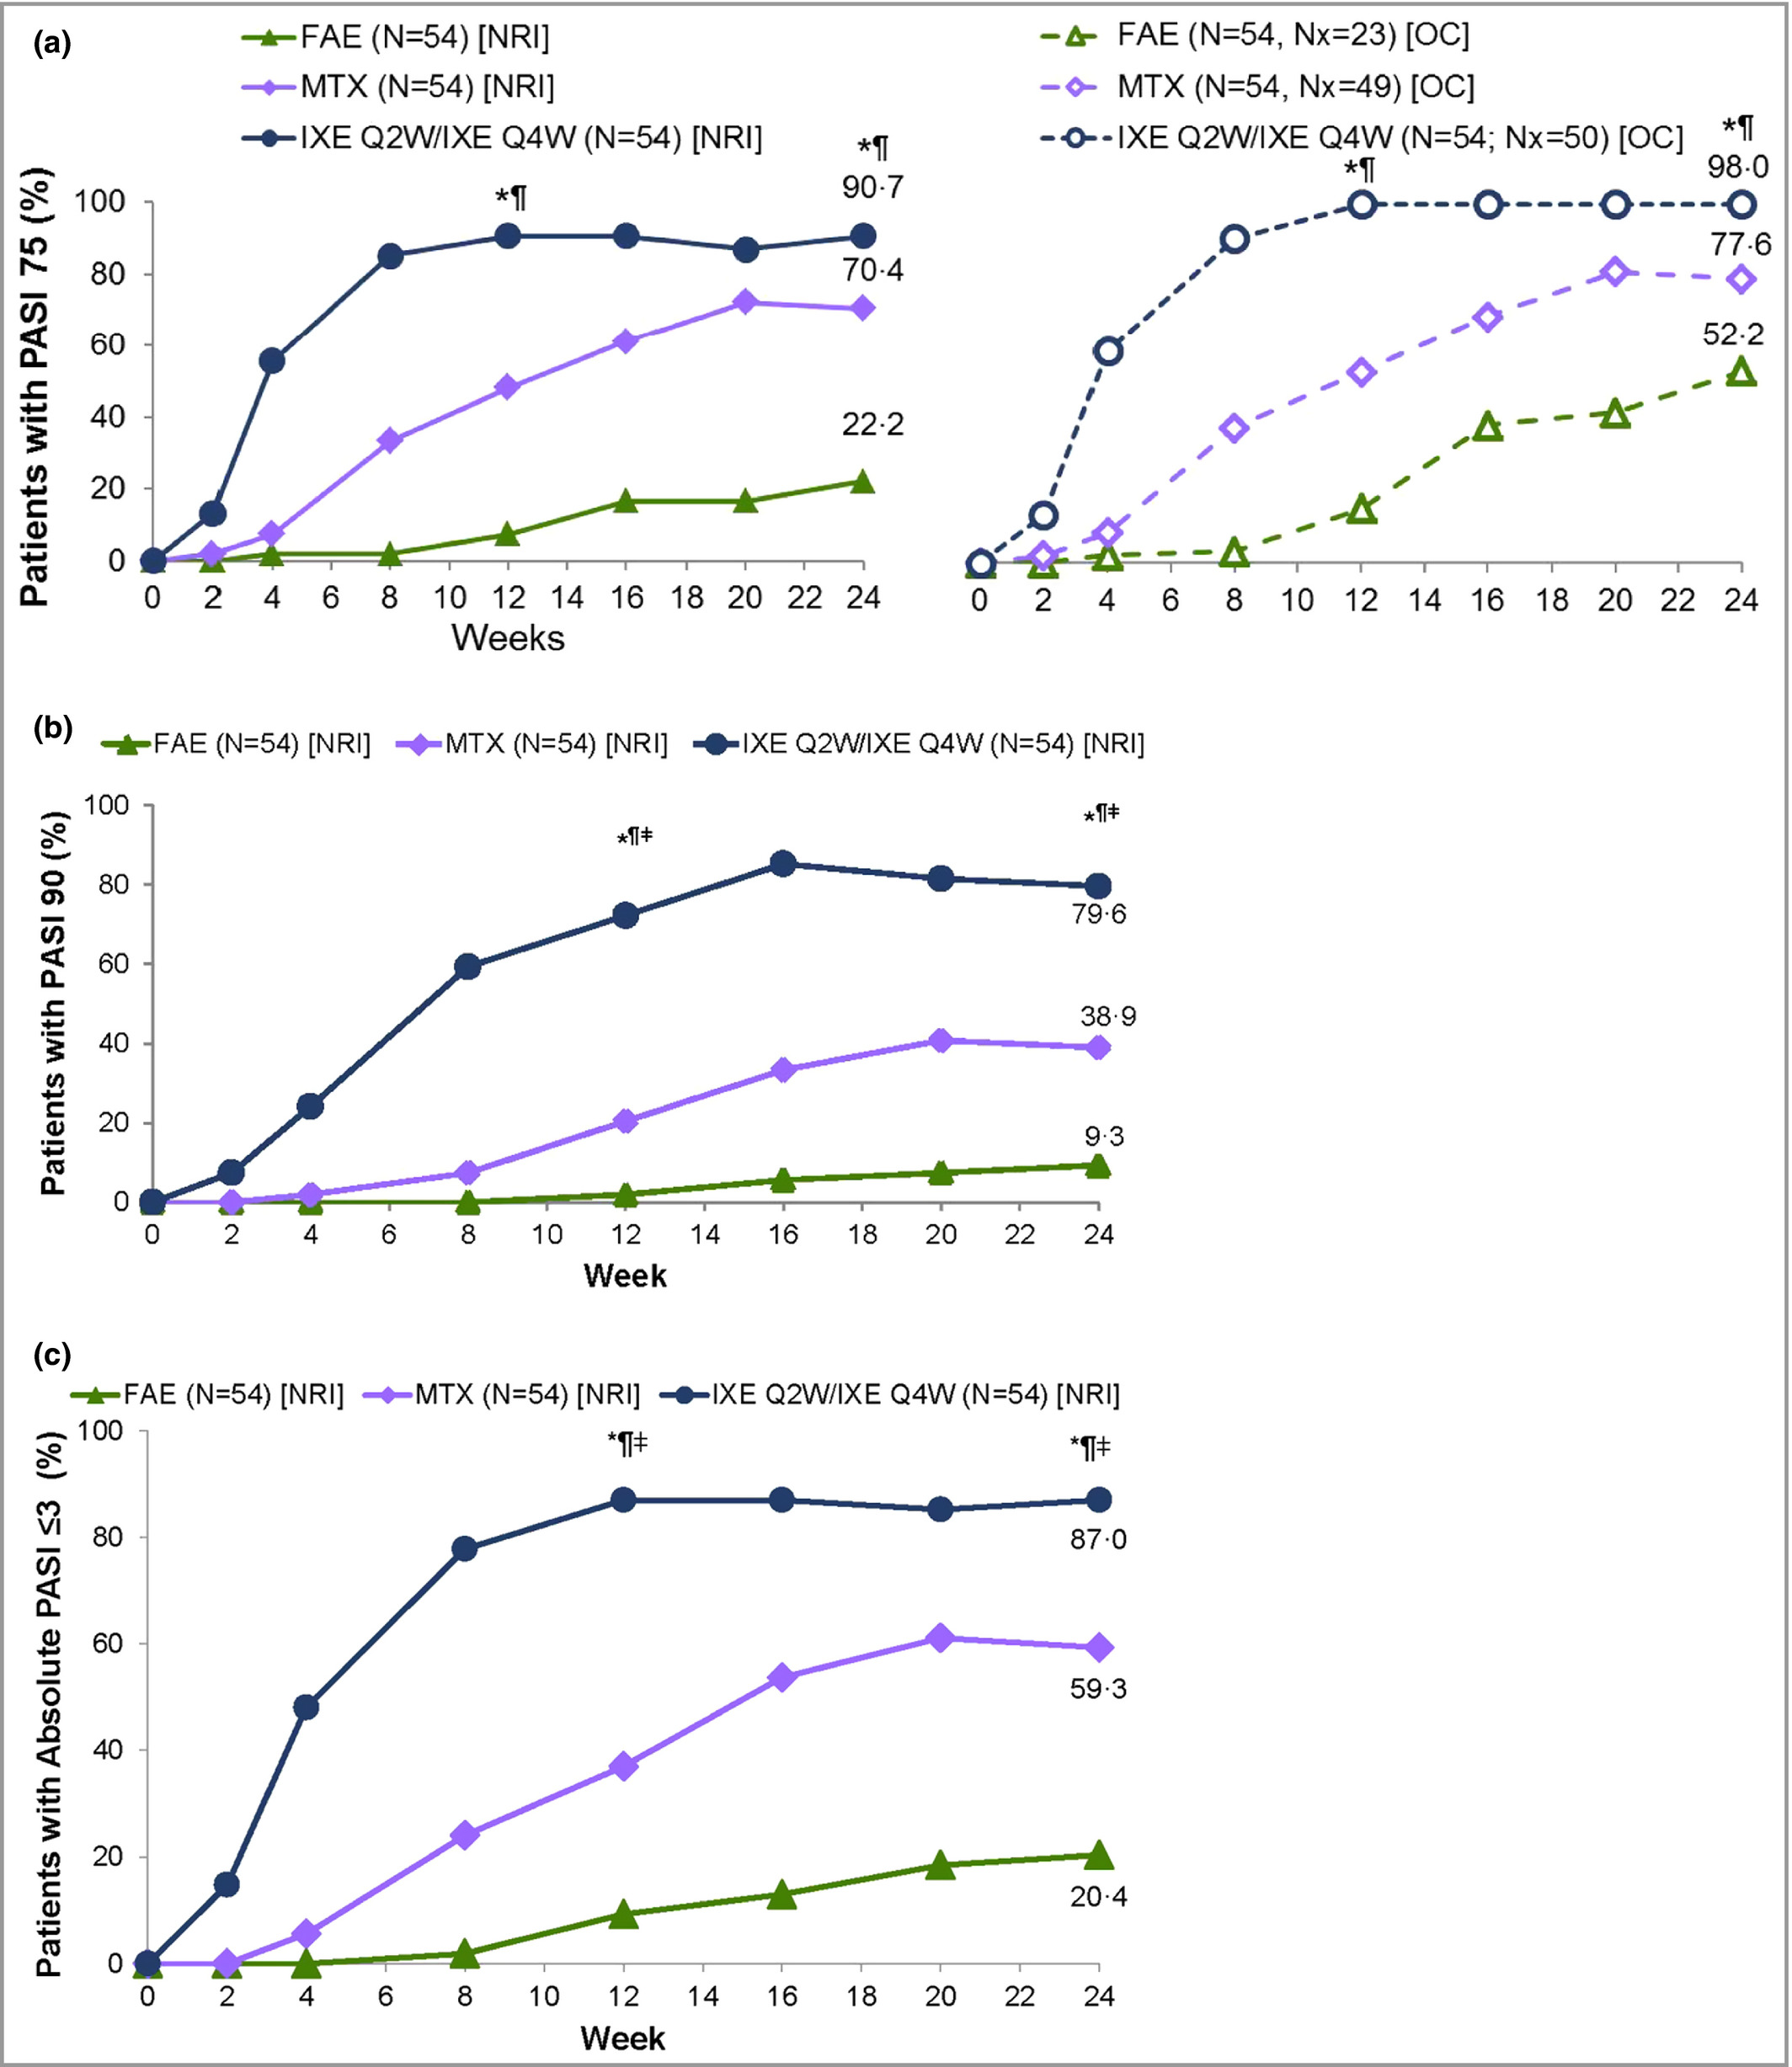 (a)
FAE (N=54) [NRI]
MTX (N=54) [NRI]
IXE Q2W/IXE Q4W (N=54) [NRI]
*¶
*¶
90·7
70·4
22·2
Patients with PASI 75 (%)
100
80
60
40
20
0
0 2 4 6 8 10 12 14 16 18 20 22 24
Weeks
FAE (N=54, Nx=23) [OC]
MTX (N=54, Nx=49) [OC]
IXE Q2W/IXE Q4W (N=54; Nx=50) [OC]
*¶
*¶
98·0
77·6
52·2
0 2 4 6 8 10 12 14 16 18 20 22 24
(b)
FAE (N=54) [NRI] MTX (N=54) [NRI] IXE Q2W/IXE Q4W (N=54) [NRI]
Patients with PASI 90 (%)
100
80
60
40
20
0
*¶‡
*¶‡
79·6
38·9
9·3
0 2 4 6 8 10 12 14 16 18 20 22 24
Week
(c)
FAE (N=54) [NRI] MTX (N=54) [NRI] IXE Q2W/IXE Q4W (N=54) [NRI]
Patients with Absolute PASI ≤3 (%)
100
80
60
40
20
0
*¶‡
*¶‡
87·0
59·3
20·4
0 2 4 6 8 10 12 14 16 18 20 22 24
Week